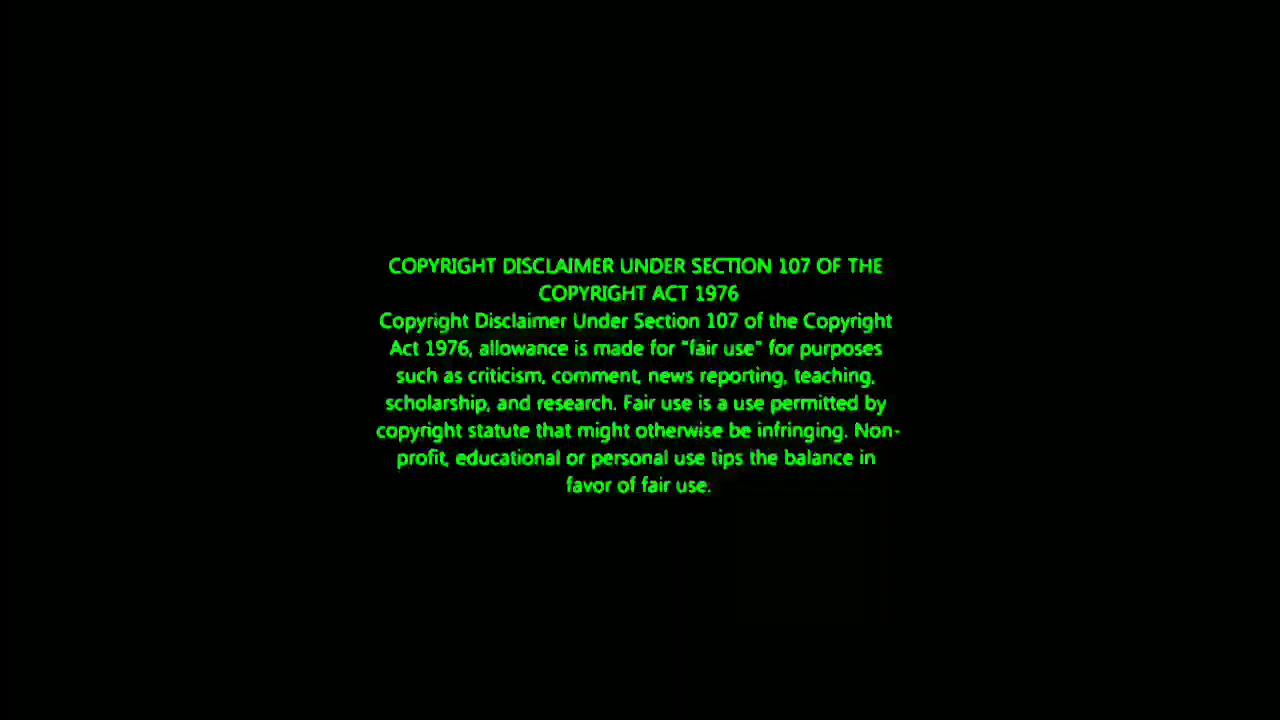 COPYRIGHT DISCLAIMER UNDER SECTION 107 OF THE
COPYRIGHT ACT 1976
Copyright Disclaimer Under Section 107 of the Copyright
Act 1976, allowance is made for "fair use" for purposes
such as criticism, comment, news reporting, teaching,
scholarship, and research. Fair use is a use permitted by
copyright statute that might otherwise be infringing. Non-
profit, educational or personal use tips the balance in
favor of fair use.